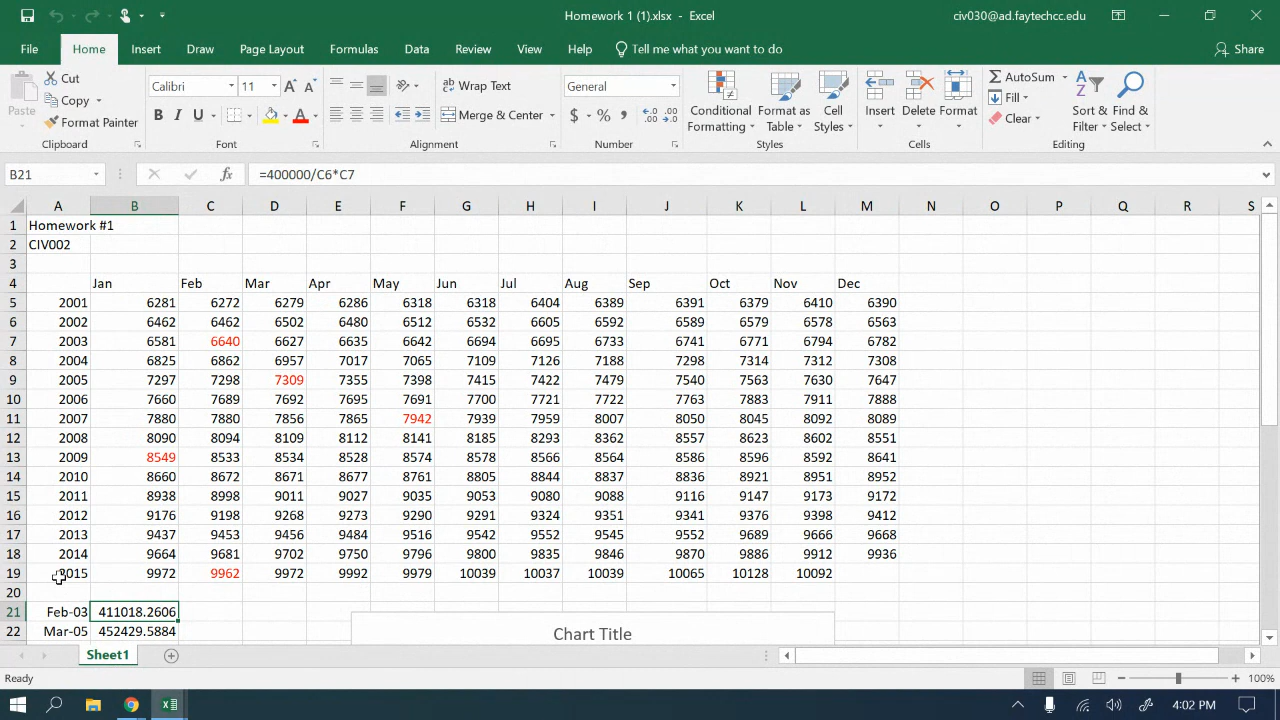 Homework 1 (1).xlsx - Excel
civ030@ad.faytechcc.edu
File Home Insert Draw Page Layout Formulas Data Review View Help Tell me what you want to do Share
Paste Cut Copy Format Painter Clipboard
Calibri 11 A A B I U A Font
ab Wrap Text Merge & Center Alignment
General $ % , .00 .0 Number
Conditional Formatting Format as Table Cell Styles Styles
Insert Delete Format Cells
AutoSum Fill Clear Sort & Filter Find & Select Editing
B21 fx =400000/C6*C7
A B C D E F G H I J K L M N O P Q R S
1 Homework #1
2 CIV002
3
4 Jan Feb Mar Apr May Jun Jul Aug Sep Oct Nov Dec
5 2001 6281 6272 6279 6286 6318 6318 6404 6389 6391 6379 6410 6390
6 2002 6462 6462 6502 6480 6512 6532 6605 6592 6589 6579 6578 6563
7 2003 6581 6640 6627 6635 6642 6694 6695 6733 6741 6771 6794 6782
8 2004 6825 6862 6957 7017 7065 7109 7126 7188 7298 7314 7312 7308
9 2005 7297 7298 7309 7355 7398 7415 7422 7479 7540 7563 7630 7647
10 2006 7660 7689 7692 7695 7691 7700 7721 7722 7763 7883 7911 7888
11 2007 7880 7880 7856 7865 7942 7939 7959 8007 8050 8045 8092 8089
12 2008 8090 8094 8109 8112 8141 8185 8293 8362 8557 8623 8602 8551
13 2009 8549 8533 8534 8528 8574 8578 8566 8564 8586 8596 8592 8641
14 2010 8660 8672 8671 8677 8761 8805 8844 8837 8836 8921 8951 8952
15 2011 8938 8998 9011 9027 9035 9053 9080 9088 9116 9147 9173 9172
16 2012 9176 9198 9268 9273 9290 9291 9324 9351 9341 9376 9398 9412
17 2013 9437 9453 9456 9484 9516 9542 9552 9545 9552 9689 9666 9668
18 2014 9664 9681 9702 9750 9796 9800 9835 9846 9870 9886 9912 9936
19 2015 9972 9962 9972 9992 9979 10039 10037 10039 10065 10128 10092
20
21 Feb-03 411018.2606
22 Mar-05 452429.5884
Chart Title
Sheet1
Ready 100%
4:02 PM